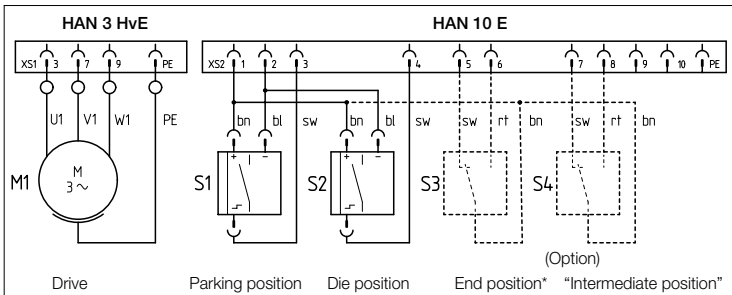 HAN 3 HvE HAN 10 E
XS1 3 7 9 PE XS2 1 2 3 4 5 6 7 8 9 10 PE
U1 V1 W1 PE bn bl sw bn bl sw sw rt bn sw rt bn
M1 M 3~ S1 + − S2 + − S3 S4
(Option)
Drive Parking position Die position End position* “Intermediate position”